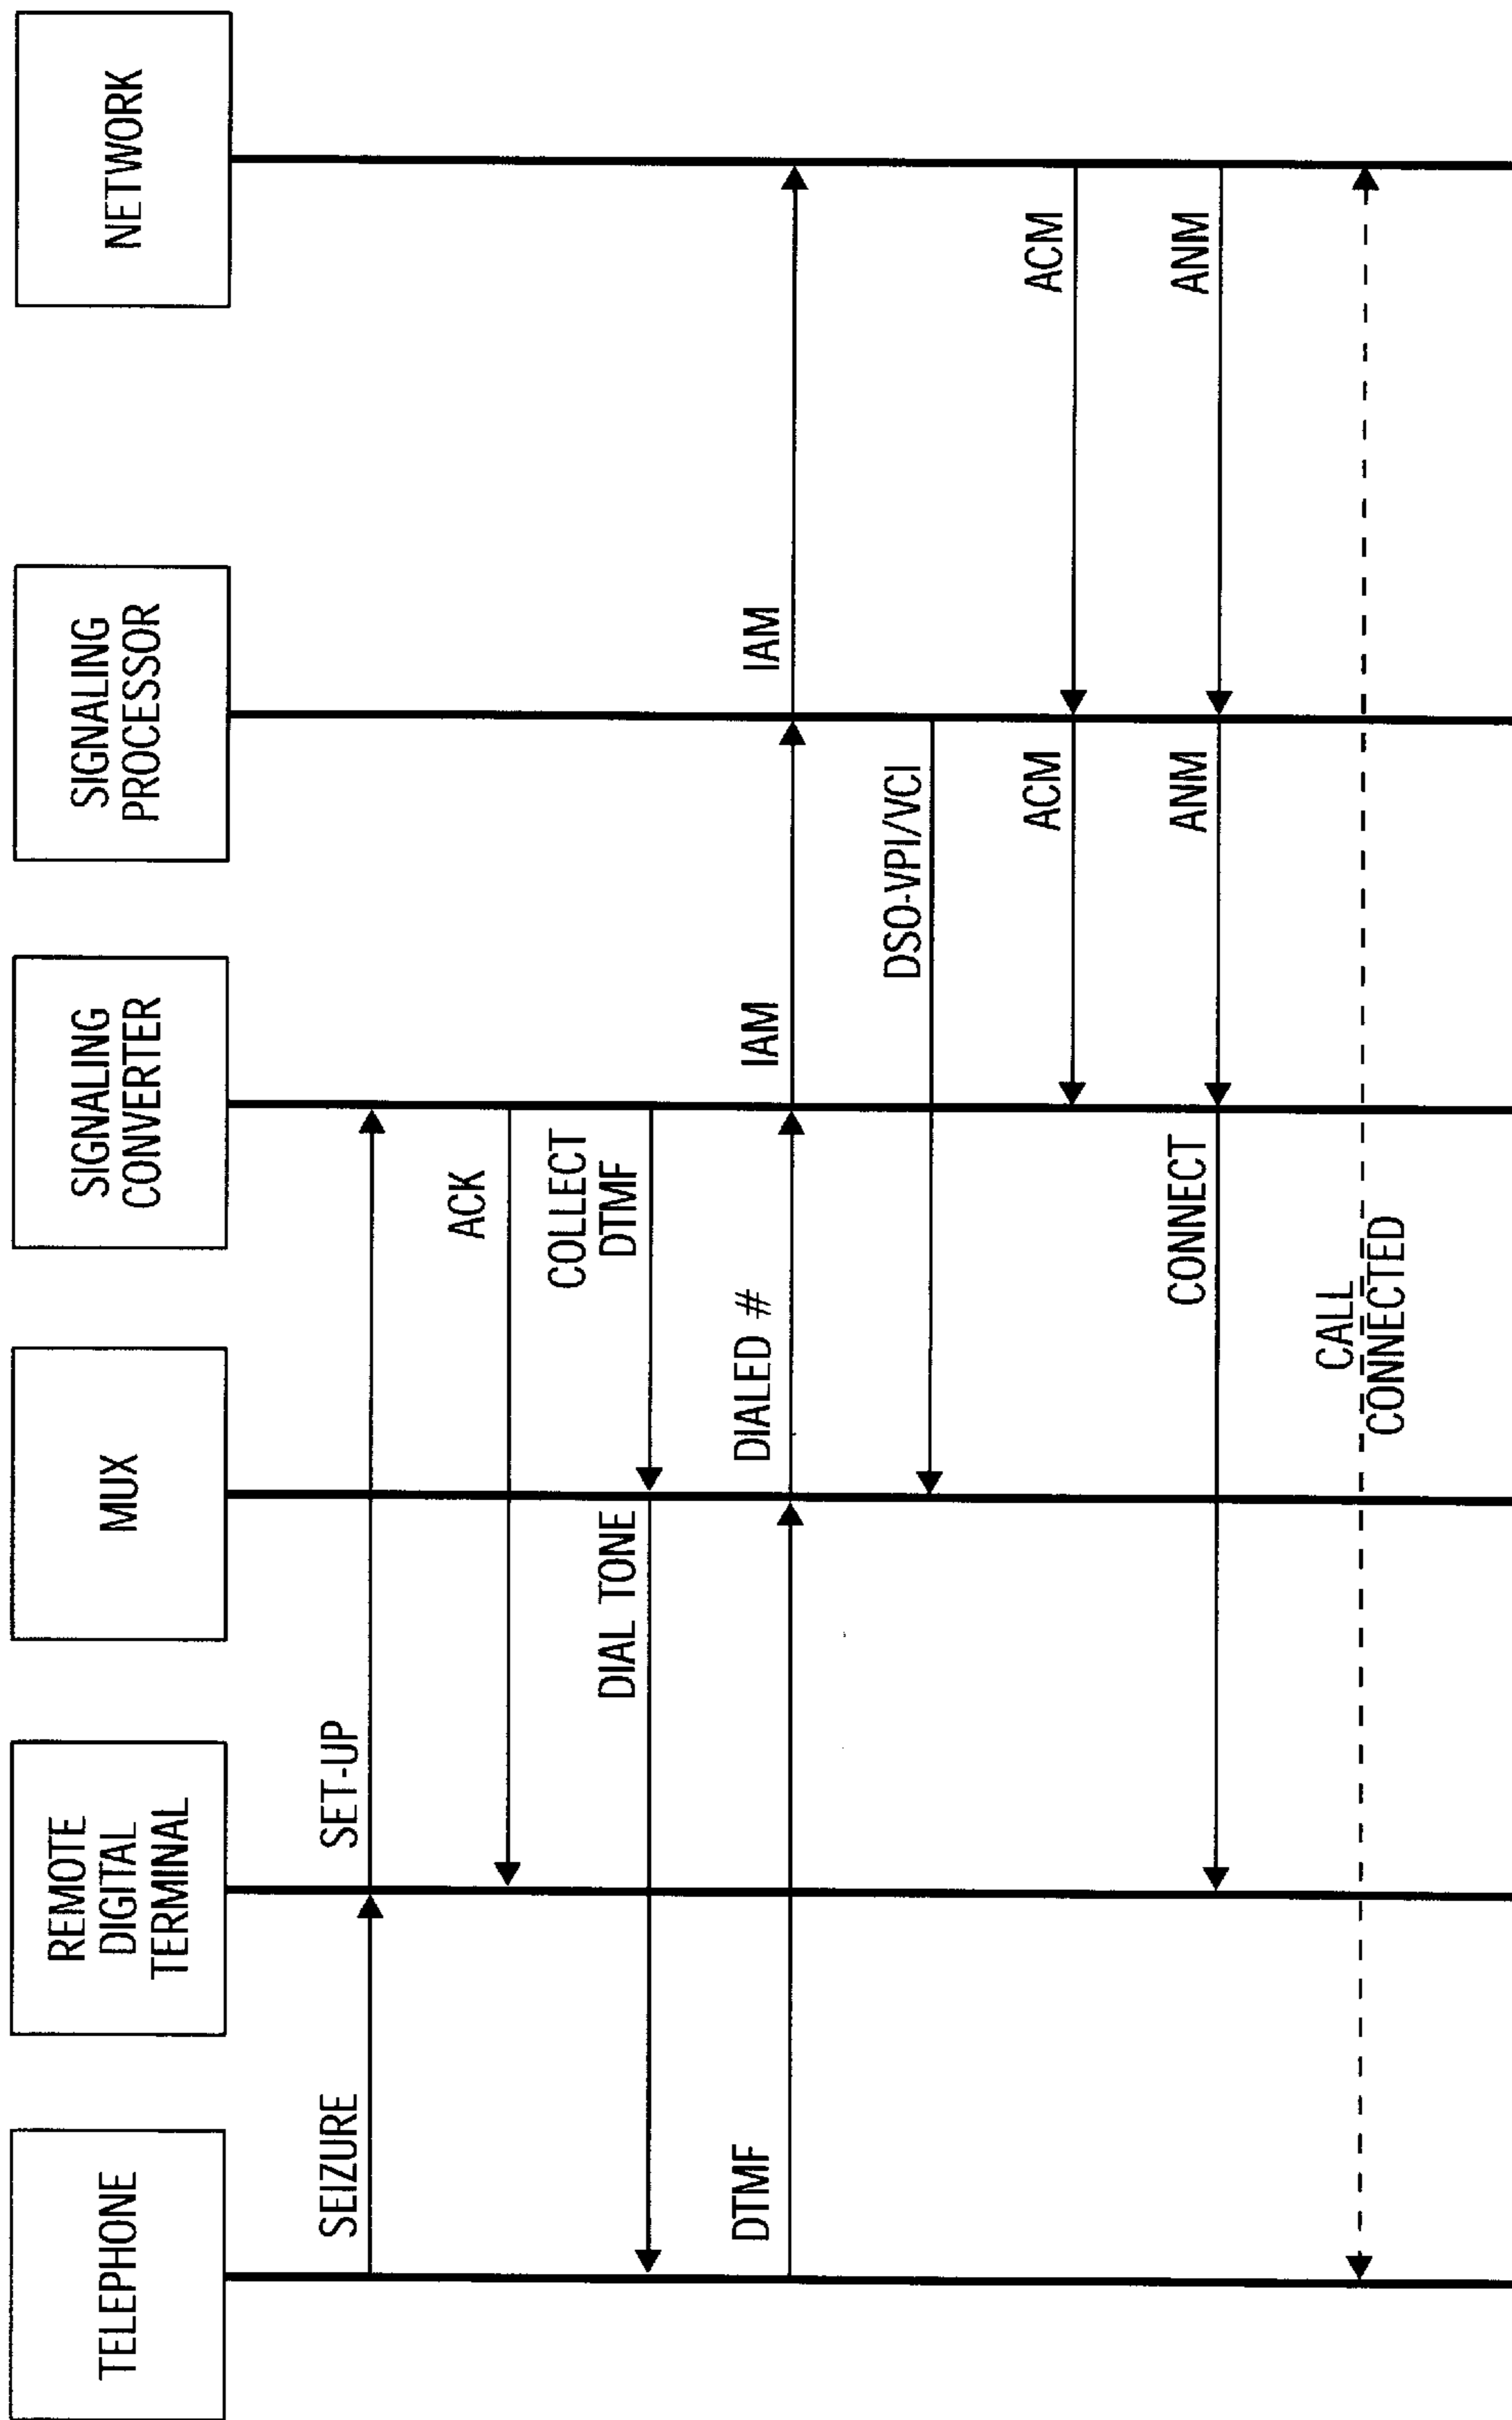 TELEPHONE
REMOTE
DIGITAL
TERMINAL
MUX
SIGNALING
CONVERTER
SIGNALING
PROCESSOR
NETWORK
SEIZURE
SET-UP
ACK
COLLECT
DTMF
DIAL TONE
DTMF
DIALED #
IAM
IAM
DSO-VPI/VCI
ACM
ACM
CONNECT
ANM
ANM
CALL
CONNECTED